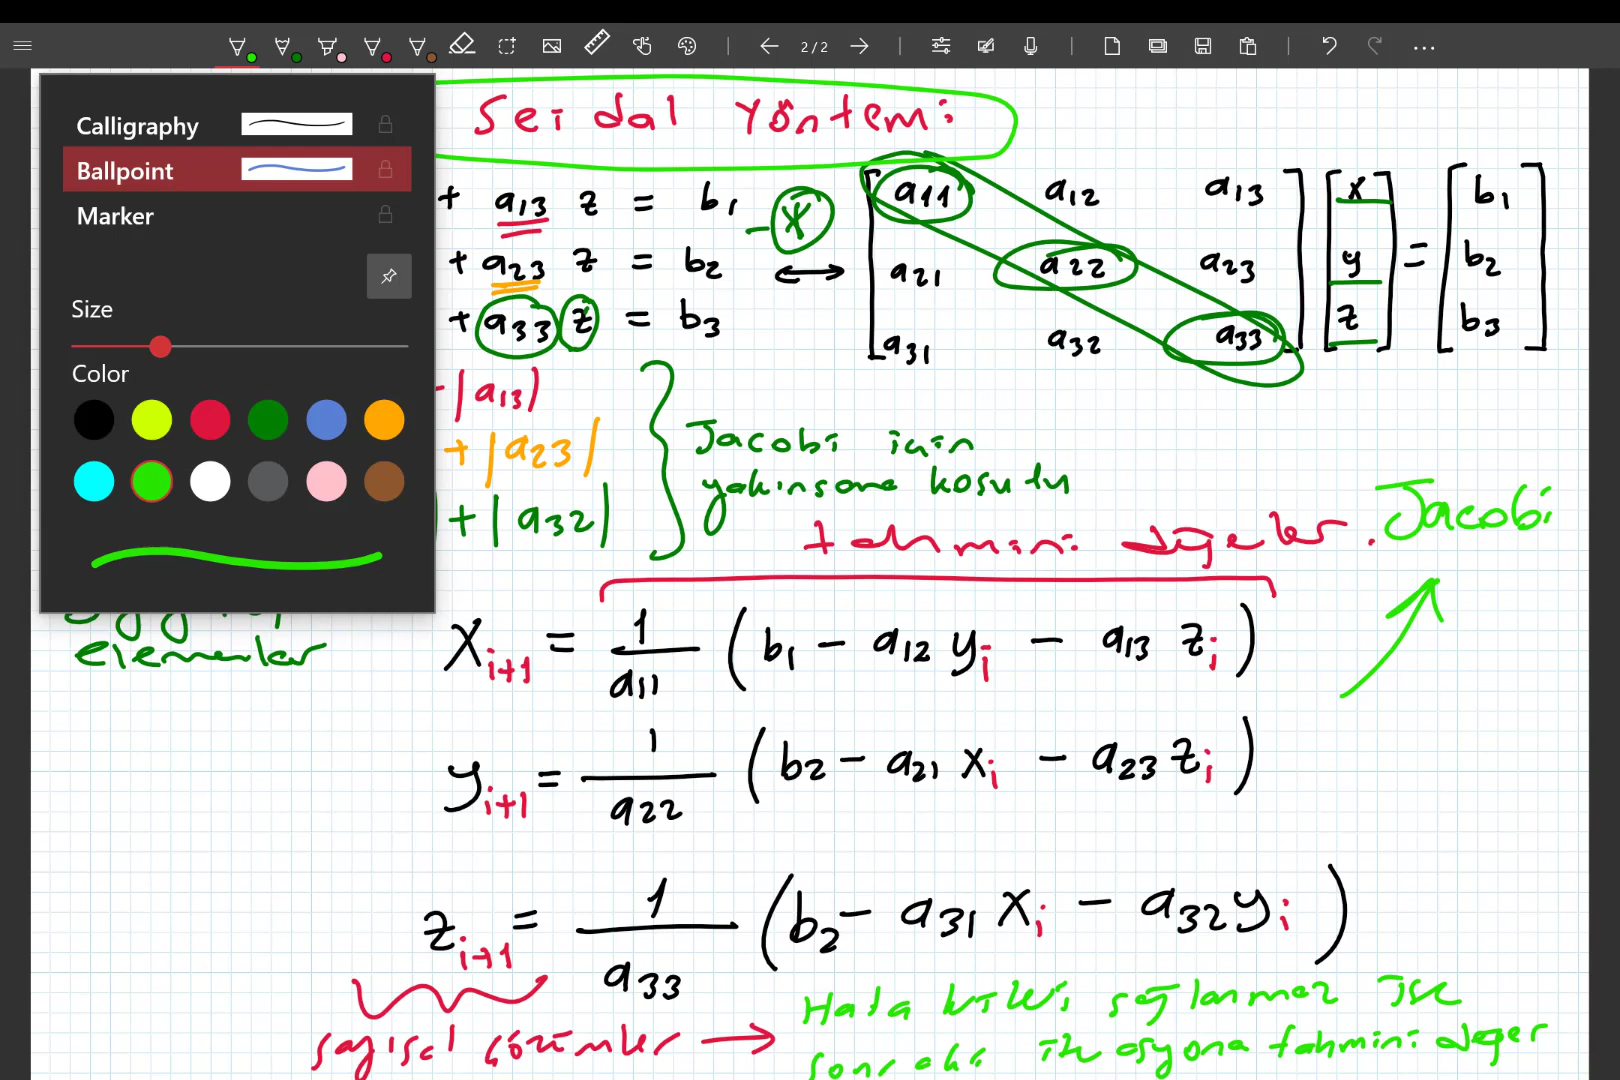 2 / 2
Calligraphy
Ballpoint
Marker
Size
Color
Seidal Yöntemi
+ a13 z = b1
+ a23 z = b2
+ a33 z = b3
a11 a12 a13
a21 a22 a23
a31 a32 a33
x
y
z
=
b1
b2
b3
|a13|
+ |a23|
+ |a32|
Jacobi için
yakınsama koşulu
tahmini değerler.
Jacobi
elemanlar
Xi+1 = 1/a11 (b1 - a12 yi - a13 zi)
yi+1 = 1/a22 (b2 - a21 xi - a23 zi)
zi+1 = 1/a33 (b2 - a31 xi - a32 yi)
sayısal çözümler →
Hata kriteri sağlanmaz ise
sonraki iterasyona tahmini değer